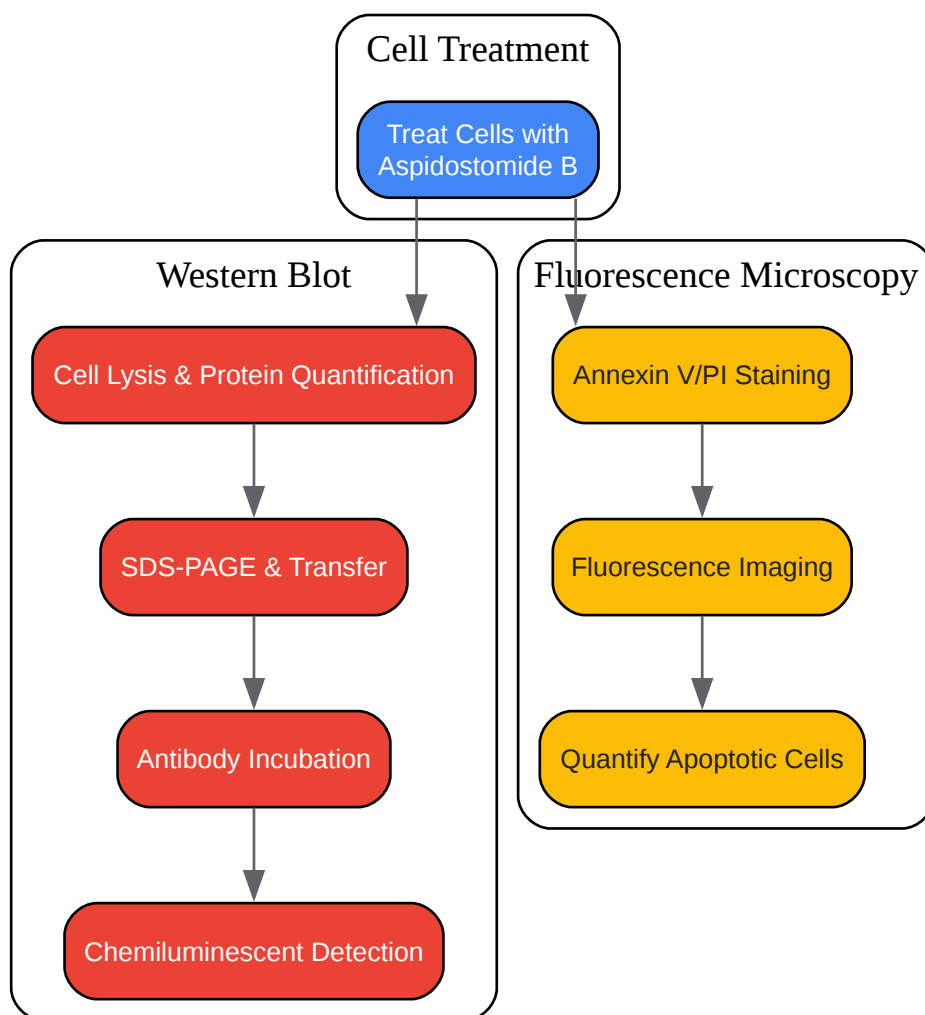 Cell Treatment
Treat Cells with
Aspidostomide B
Western Blot
Cell Lysis & Protein Quantification
SDS-PAGE & Transfer
Antibody Incubation
Chemiluminescent Detection
Fluorescence Microscopy
Annexin V/PI Staining
Fluorescence Imaging
Quantify Apoptotic Cells